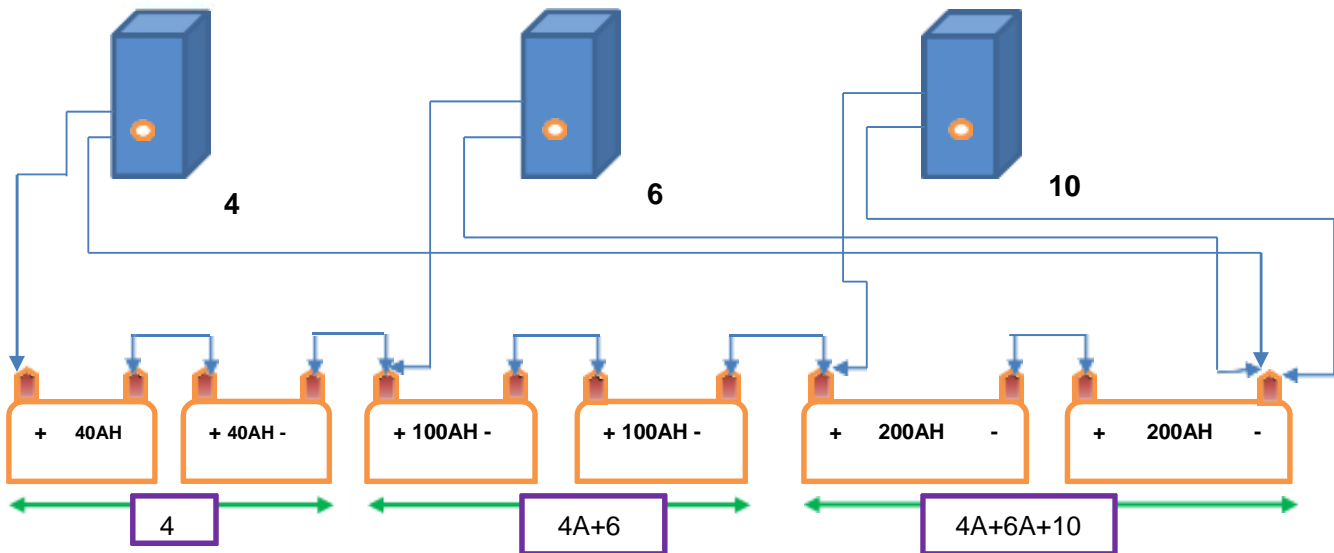 4
6
10
+ 40AH
+ 40AH -
+ 100AH -
+ 100AH -
+ 200AH -
+ 200AH -
4
4A+6
4A+6A+10